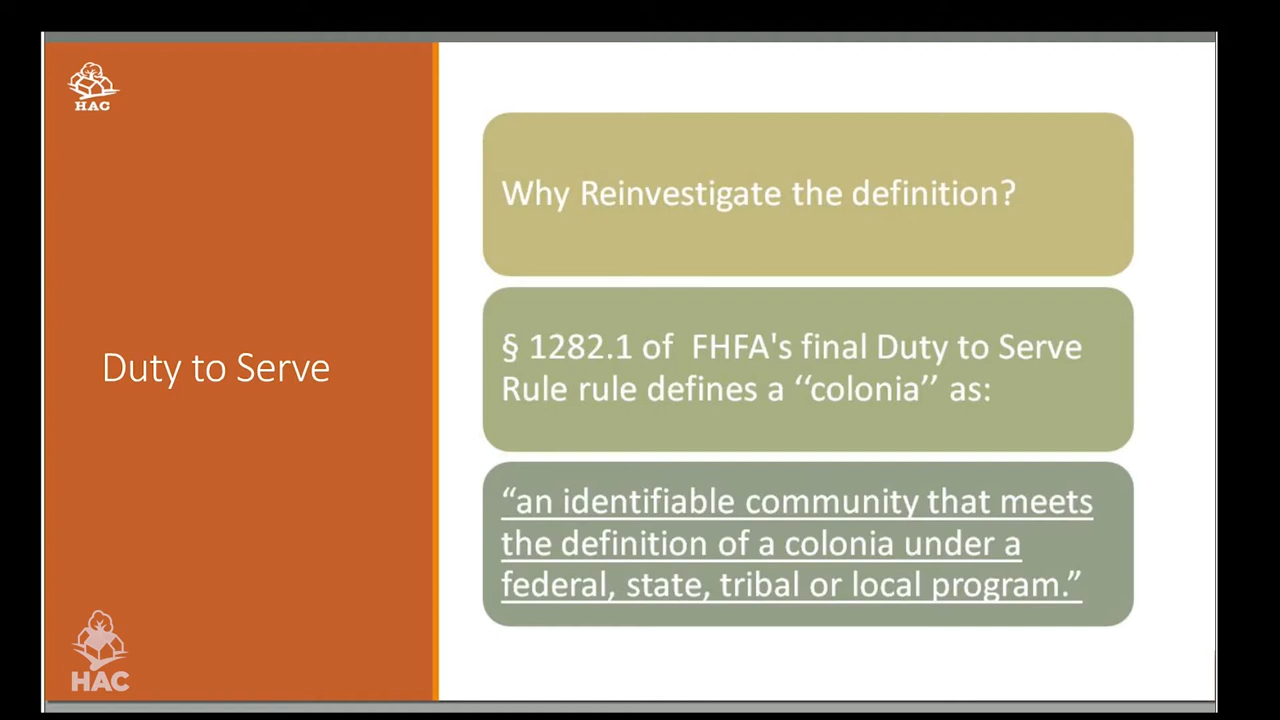 HAC
Duty to Serve
HAC
Why Reinvestigate the definition?
§ 1282.1 of FHFA's final Duty to Serve
Rule rule defines a ‘‘colonia’’ as:
“an identifiable community that meets
the definition of a colonia under a
federal, state, tribal or local program.”